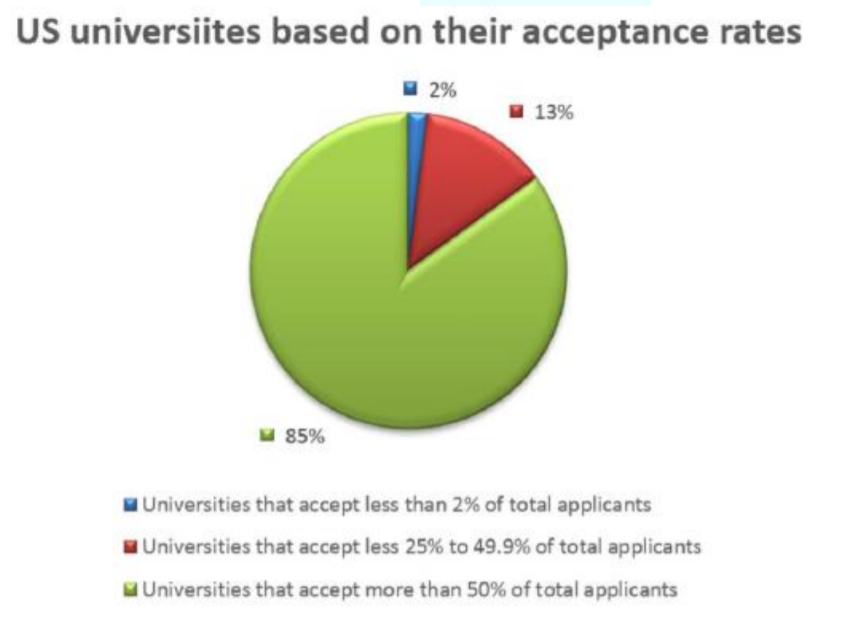 US universiites based on their acceptance rates
2%
13%
85%
Universities that accept less than 2% of total applicants
Universities that accept less 25% to 49.9% of total applicants
Universities that accept more than 50% of total applicants